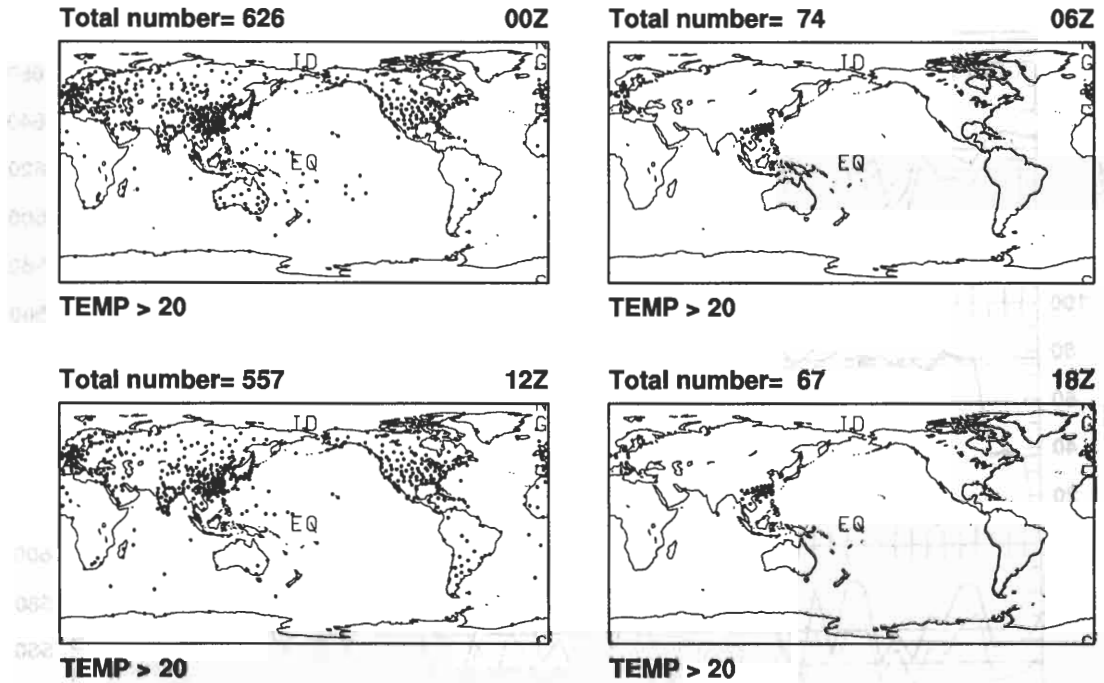 Total number= 626 00Z
ID
G
EQ
TEMP > 20
Total number= 74 06Z
ID
G
EQ
TEMP > 20
Total number= 557 12Z
ID
G
EQ
TEMP > 20
Total number= 67 18Z
ID
G
EQ
TEMP > 20